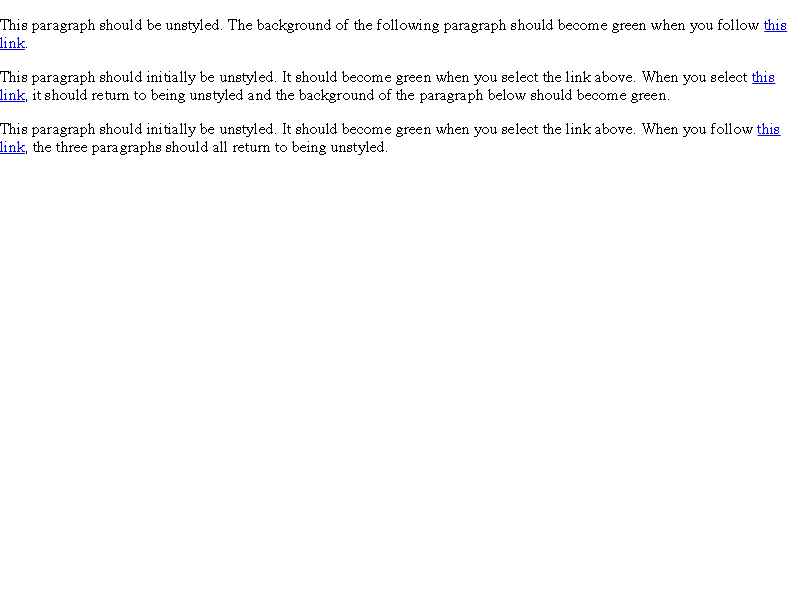 This paragraph should be unstyled. The background of the following paragraph should become green when you follow this
link.
This paragraph should initially be unstyled. It should become green when you select the link above. When you select this
link, it should return to being unstyled and the background of the paragraph below should become green.
This paragraph should initially be unstyled. It should become green when you select the link above. When you follow this
link, the three paragraphs should all return to being unstyled.